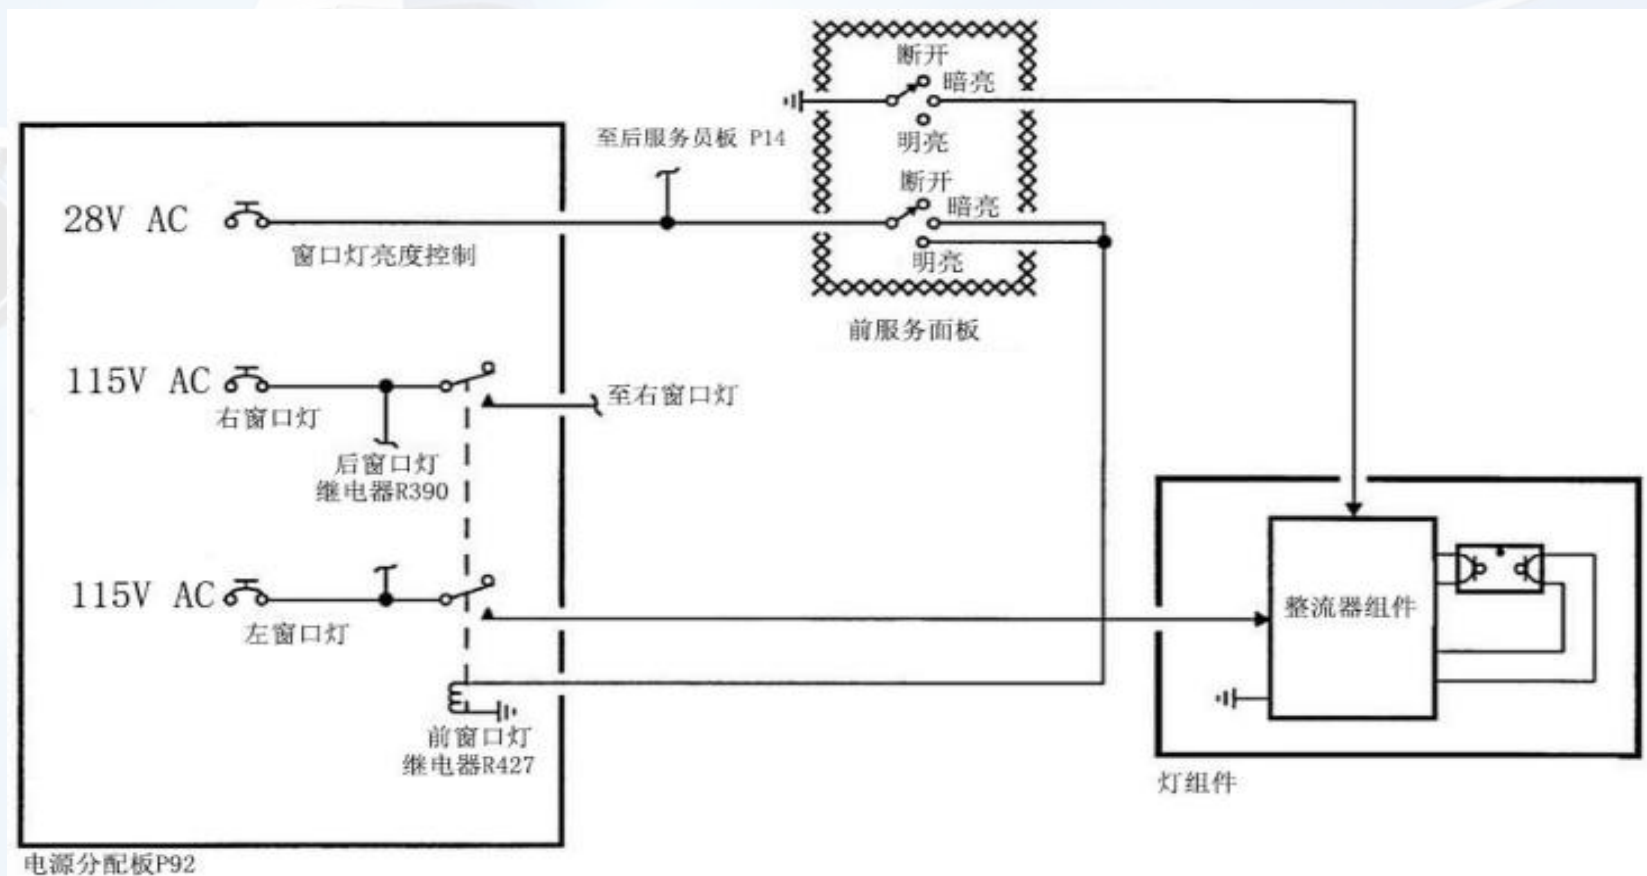 断开
暗亮
明亮
至后服务员板 P14
断开
暗亮
明亮
28V AC
窗口灯亮度控制
前服务面板
115V AC
右窗口灯
至右窗口灯
后窗口灯
继电器R390
115V AC
左窗口灯
整流器组件
前窗口灯
继电器R427
灯组件
电源分配板P92